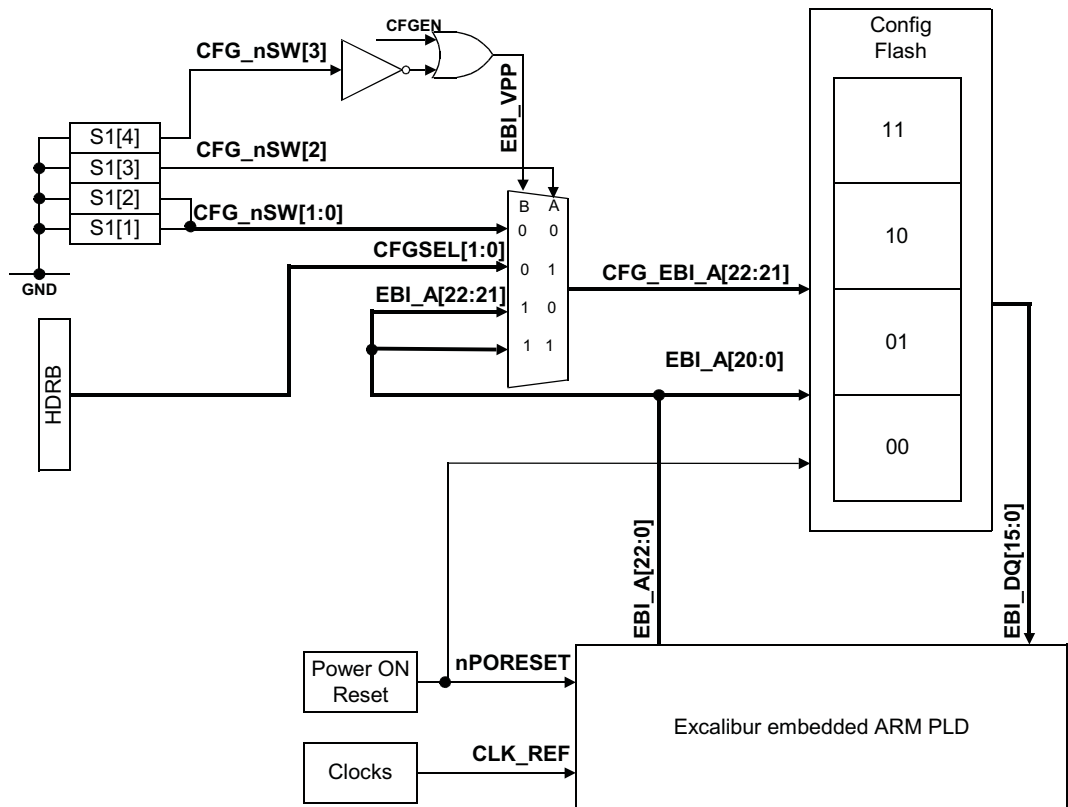 CFGEN
CFG_nSW[3]
EBI_VPP
S1[4]
S1[3]
S1[2]
S1[1]
CFG_nSW[2]
CFG_nSW[1:0]
CFGSEL[1:0]
EBI_A[22:21]
GND
HDRB
B A
0 0
0 1
1 0
1 1
CFG_EBI_A[22:21]
EBI_A[20:0]
Config
Flash
11
10
01
00
EBI_A[22:0]
EBI_DQ[15:0]
Power ON
Reset
nPORESET
Clocks
CLK_REF
Excalibur embedded ARM PLD